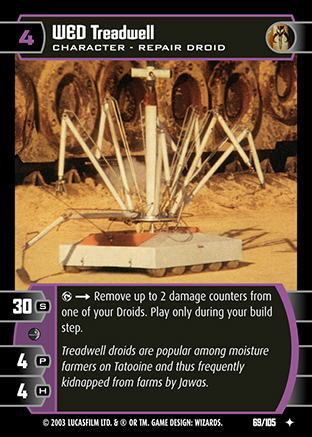 4 WED Treadwell
CHARACTER - REPAIR DROID
30 S
Remove up to 2 damage counters from
one of your Droids. Play only during your build
step.
4 P
4 H
Treadwell droids are popular among moisture
farmers on Tatooine and thus frequently
kidnapped from farms by Jawas.
© 2003 LUCASFILM LTD. & ® OR TM. GAME DESIGN: WIZARDS. 69/105